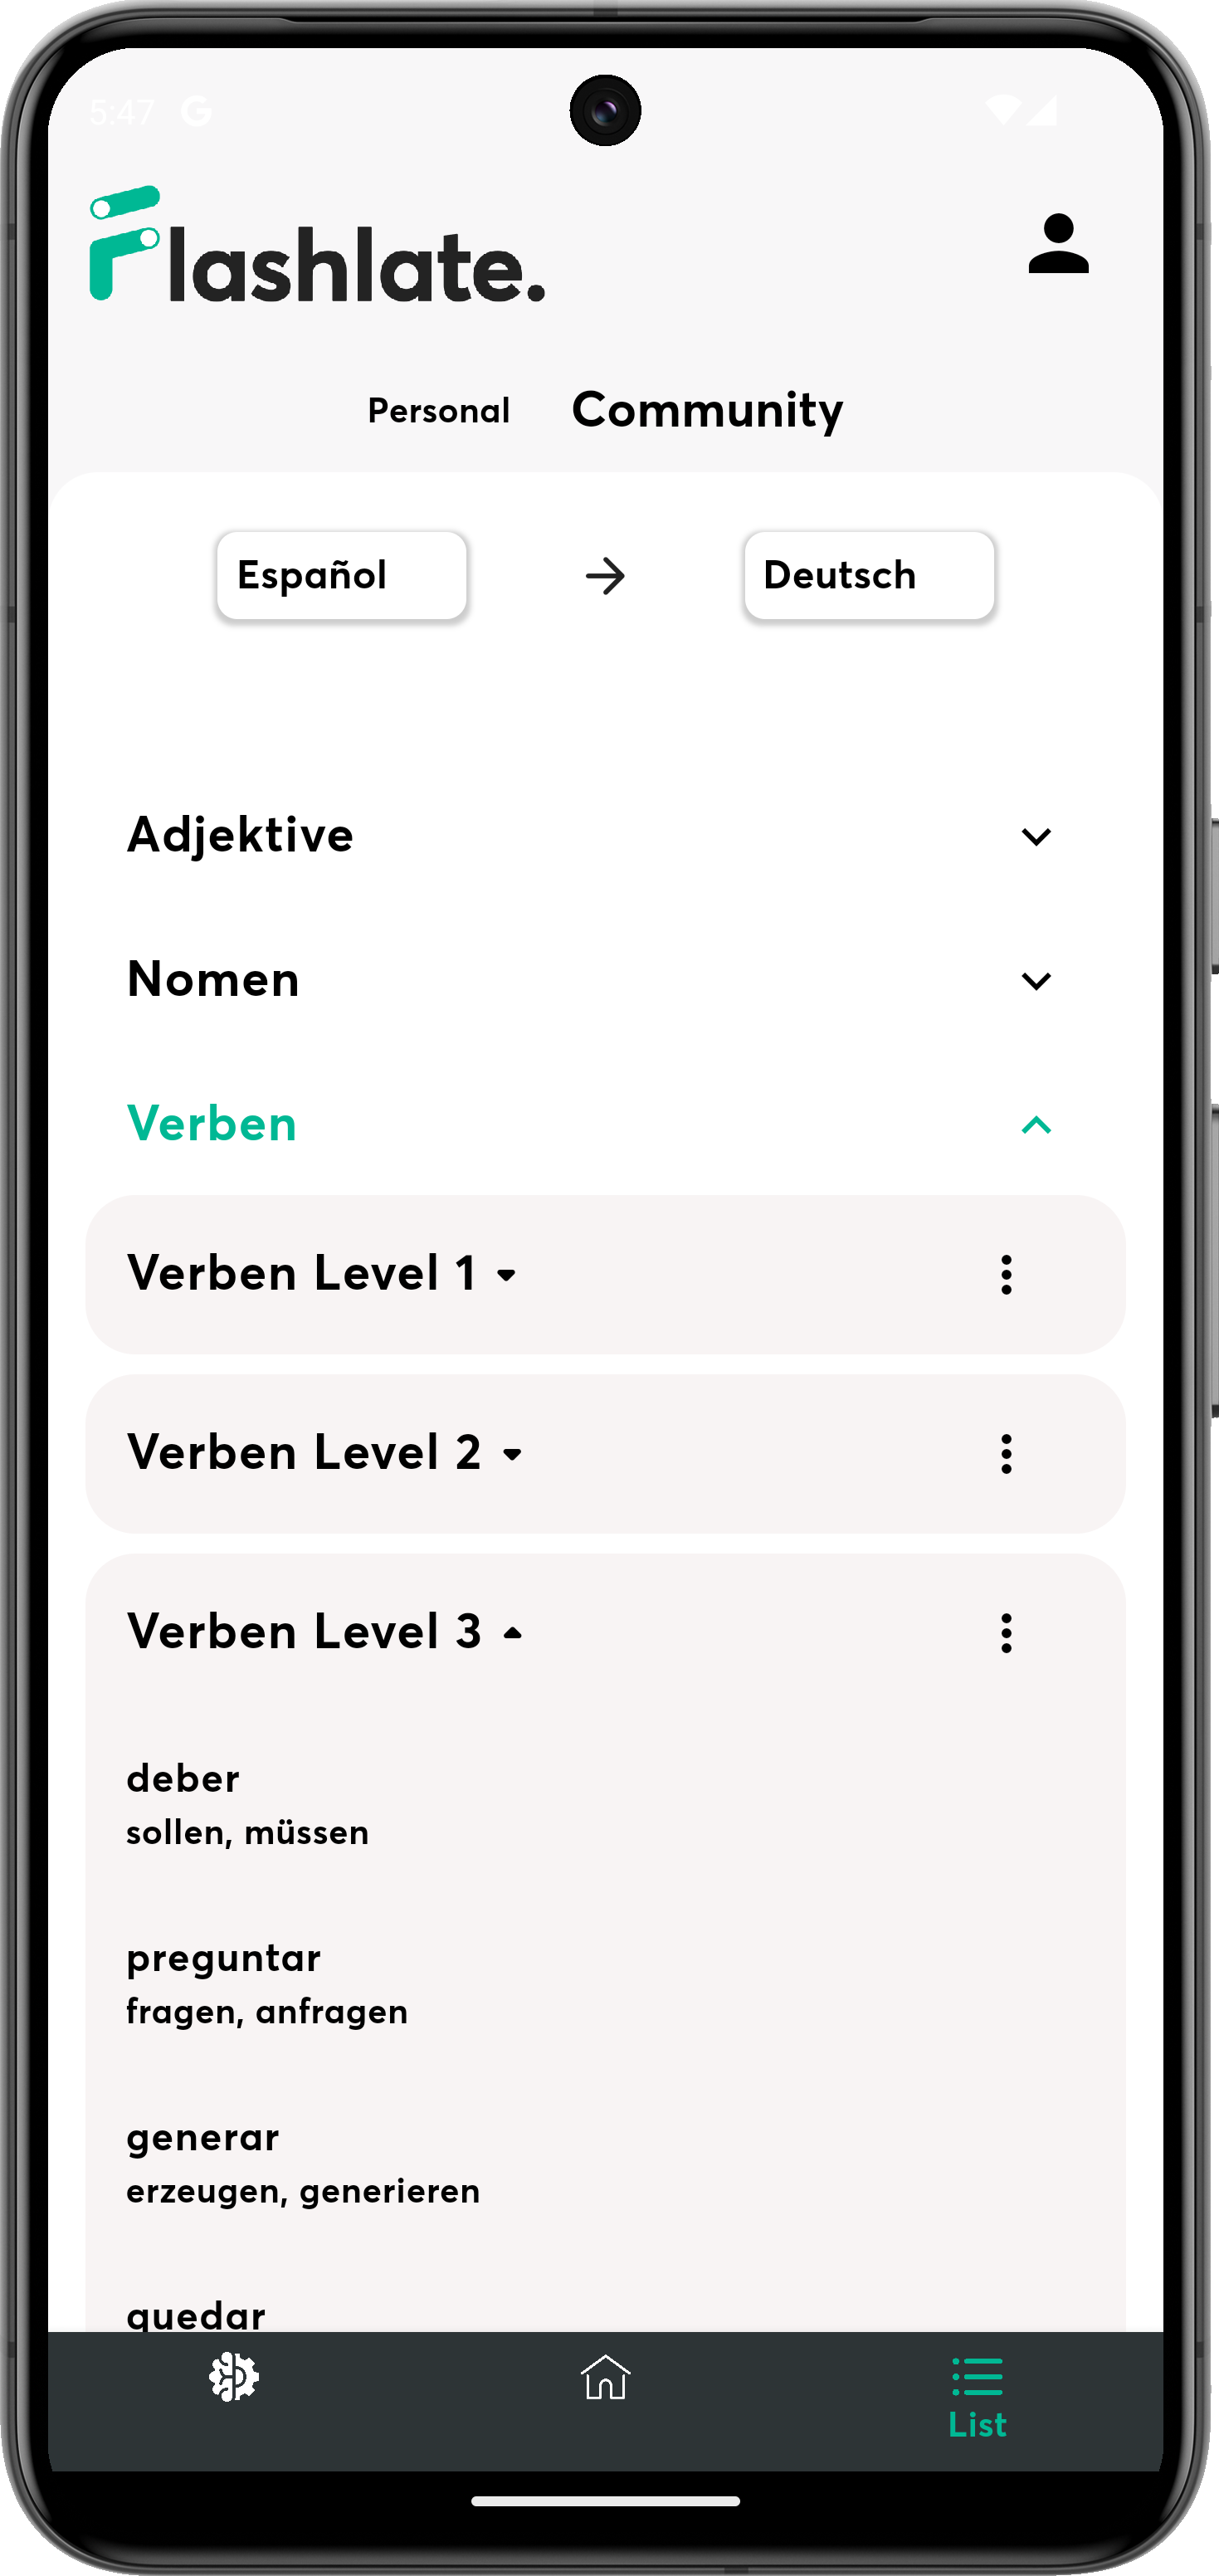 5:47 G
Flashlate.
Personal Community
Español → Deutsch
Adjektive
Nomen
Verben
Verben Level 1
Verben Level 2
Verben Level 3
deber
sollen, müssen
preguntar
fragen, anfragen
generar
erzeugen, generieren
quedar
List